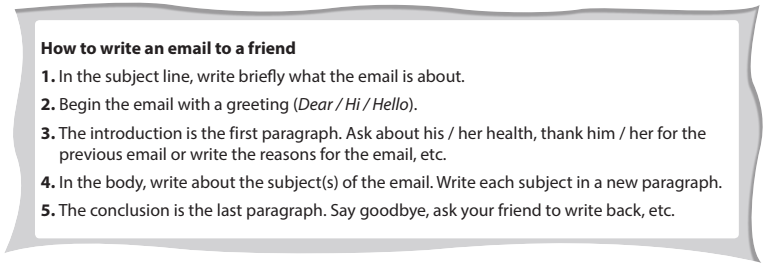 How to write an email to a friend
1. In the subject line, write briefly what the email is about.
2. Begin the email with a greeting (Dear / Hi / Hello).
3. The introduction is the first paragraph. Ask about his / her health, thank him / her for the
previous email or write the reasons for the email, etc.
4. In the body, write about the subject(s) of the email. Write each subject in a new paragraph.
5. The conclusion is the last paragraph. Say goodbye, ask your friend to write back, etc.